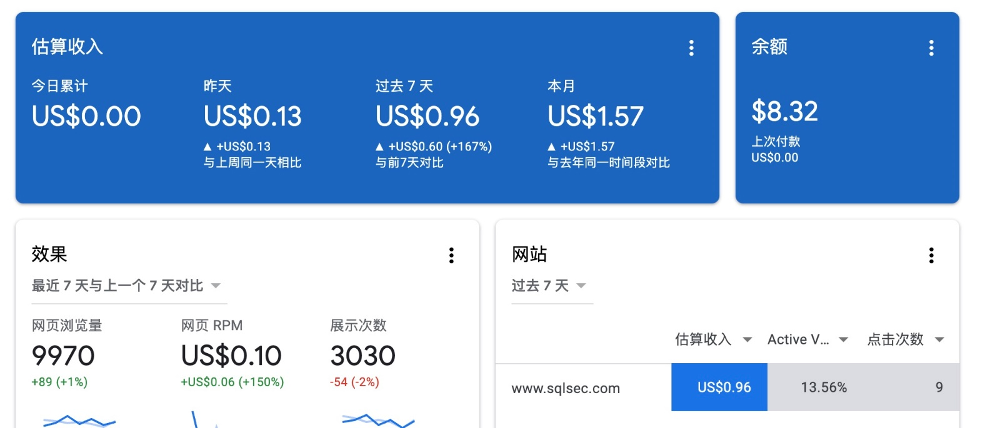 估算收入
今日累计
US$0.00
昨天
US$0.13
▲ +US$0.13
与上周同一天相比
过去 7 天
US$0.96
▲ +US$0.60 (+167%)
与前7天对比
本月
US$1.57
▲ +US$1.57
与去年同一时间段对比
余额
$8.32
上次付款
US$0.00
效果
最近 7 天与上一个 7 天对比
网页浏览量
9970
+89 (+1%)
网页 RPM
US$0.10
+US$0.06 (+150%)
展示次数
3030
-54 (-2%)
网站
过去 7 天
估算收入 Active V... 点击次数
www.sqlsec.com US$0.96 13.56% 9